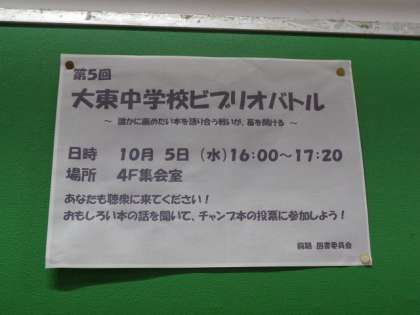 第5回
大東中学校ビブリオバトル
～ 誰かに薦めたい本を語り合う戦いが、幕を開ける ～
日時 10月 5日（水）16:00～17:20
場所 4F集会室
あなたも聴衆に来てください！
おもしろい本の話を聞いて、チャンプ本の投票に参加しよう！
図書委員会